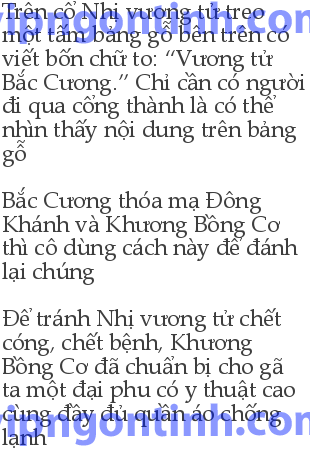 Trên cổ Nhị vương tử treo
một tấm bảng gỗ bên trên có
viết bốn chữ to: “Vương tử
Bắc Cương.” Chỉ cần có người
đi qua cổng thành là có thể
nhìn thấy nội dung trên bảng
gỗ
Bắc Cương thóa mạ Đông
Khánh và Khương Bồng Cơ
thì cô dùng cách này để đánh
lại chúng
Để tránh Nhị vương tử chết
cóng, chết bệnh, Khương
Bồng Cơ đã chuẩn bị cho gã
ta một đại phu có y thuật cao
cùng đầy đủ quần áo chống
lạnh
vipngontinh.com
vipngontinh.com